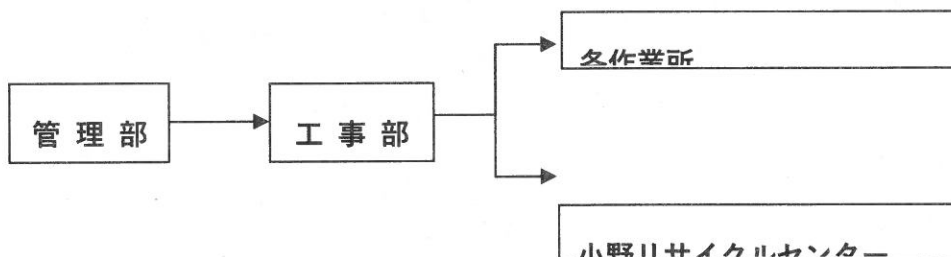 各作業所
管 理 部
工 事 部
小野リサイクルセンター